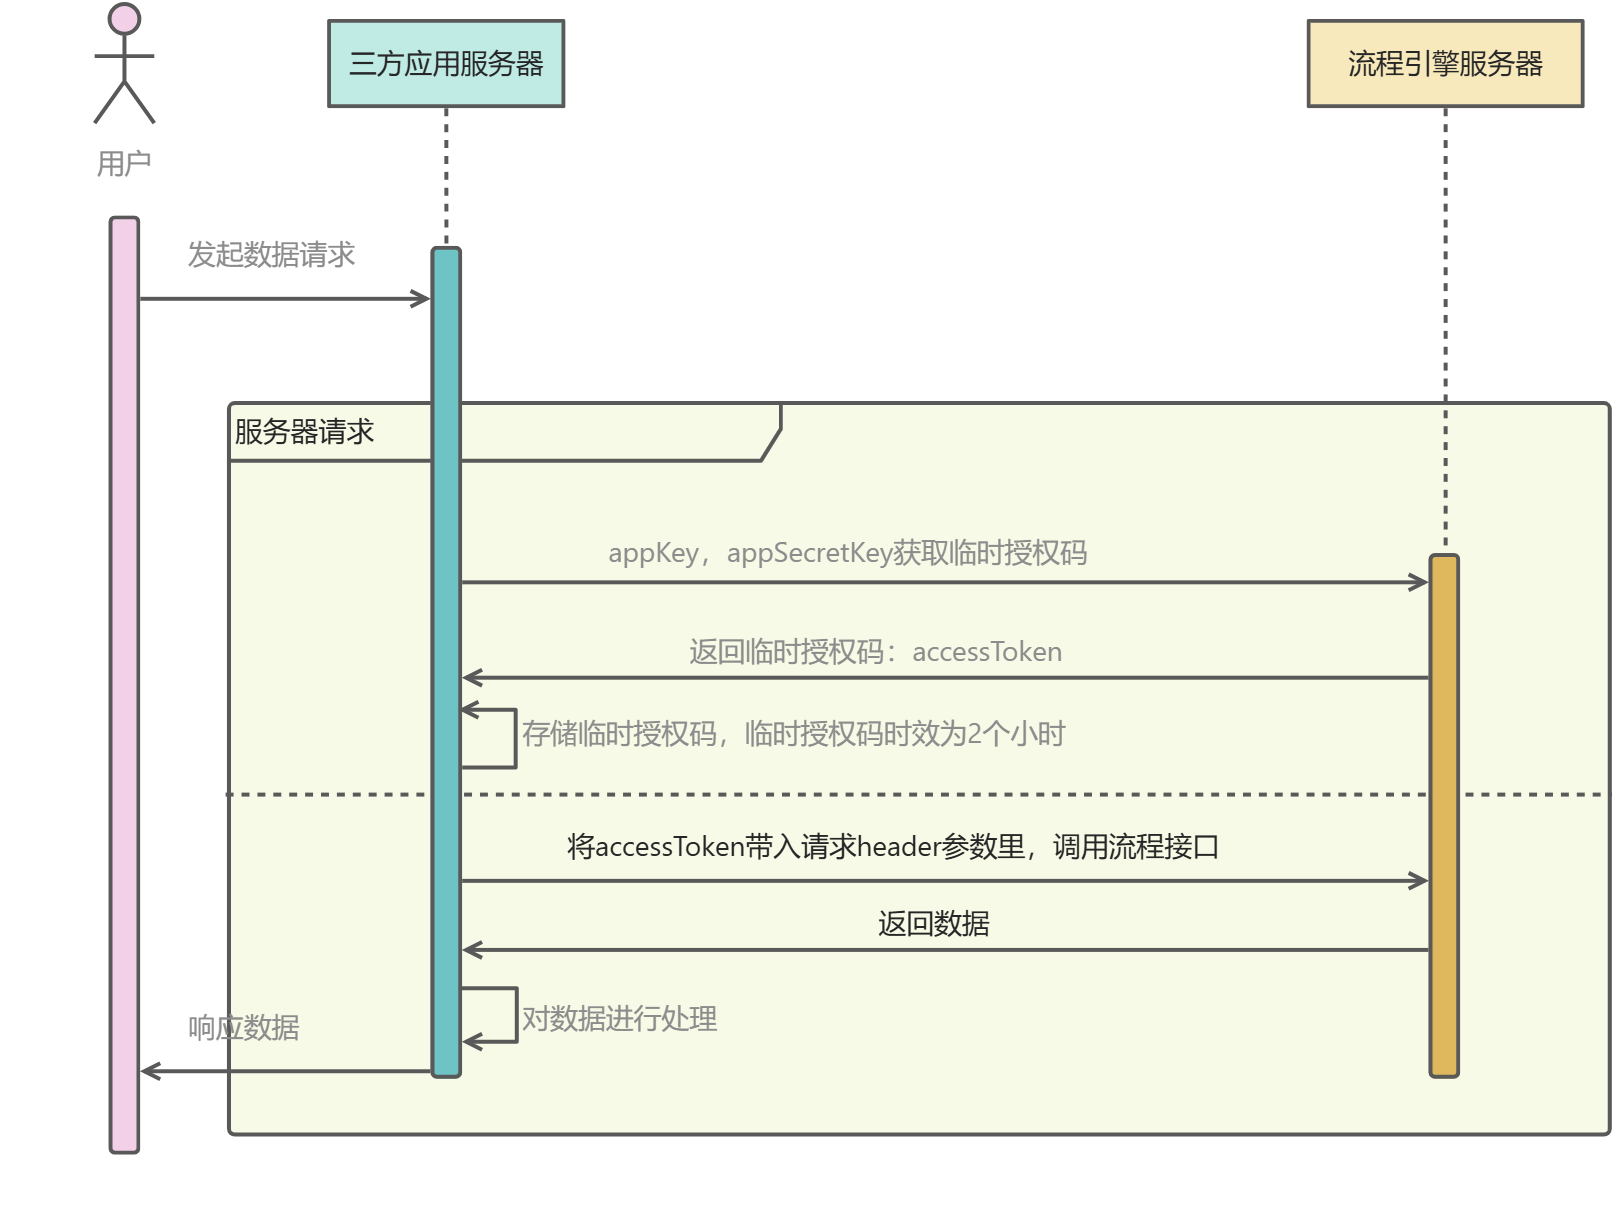 三方应用服务器
流程引擎服务器
用户
发起数据请求
服务器请求
appKey，appSecretKey获取临时授权码
返回临时授权码：accessToken
存储临时授权码，临时授权码时效为2个小时
将accessToken带入请求header参数里，调用流程接口
返回数据
对数据进行处理
响应数据